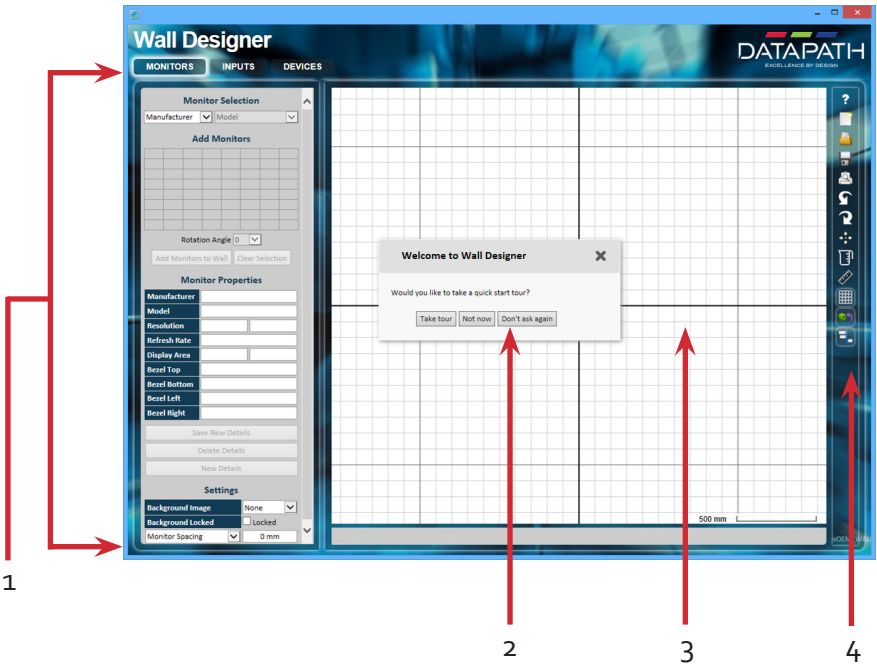 Wall Designer
DATAPATH
EXCELLENCE BY DESIGN
MONITORS INPUTS DEVICES
Monitor Selection
Manufacturer Model
Add Monitors
Rotation Angle 0
Add Monitors to Wall Clear Selection
Monitor Properties
Manufacturer
Model
Resolution
Refresh Rate
Display Area
Bezel Top
Bezel Bottom
Bezel Left
Bezel Right
Save New Details
Delete Details
New Details
Settings
Background Image None
Background Locked Locked
Monitor Spacing 0 mm
Welcome to Wall Designer
Would you like to take a quick start tour?
Take tour Not now Don't ask again
500 mm
?
1
2
3
4